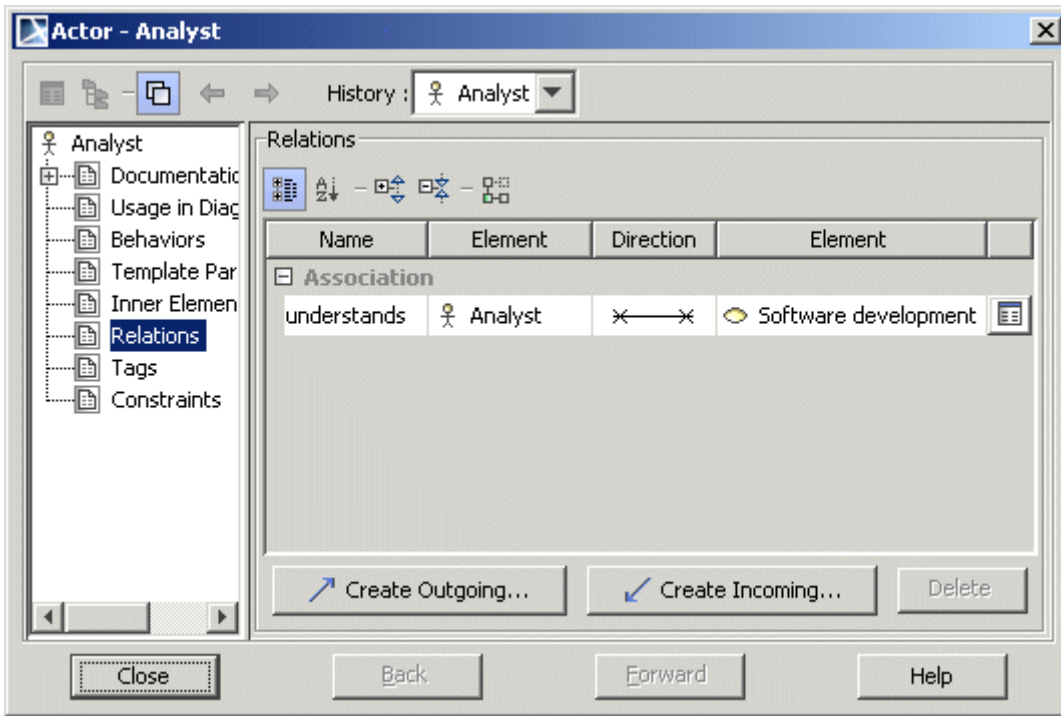 Actor - Analyst
History : Analyst
Analyst
Documentatic
Usage in Diag
Behaviors
Template Par
Inner Elemen
Relations
Tags
Constraints
Relations
Name Element Direction Element
Association
understands Analyst Software development
Create Outgoing... Create Incoming... Delete
Close Back Forward Help